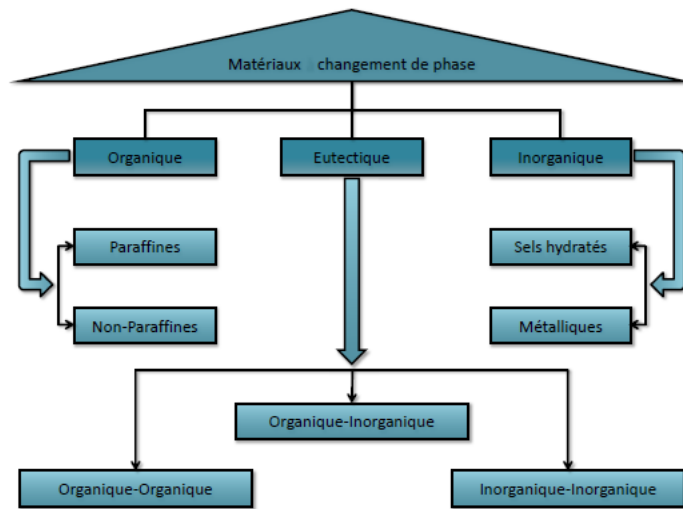 Matériaux à changement de phase
Organique
Eutectique
Inorganique
Paraffines
Sels hydratés
Non-Paraffines
Métalliques
Organique-Inorganique
Organique-Organique
Inorganique-Inorganique